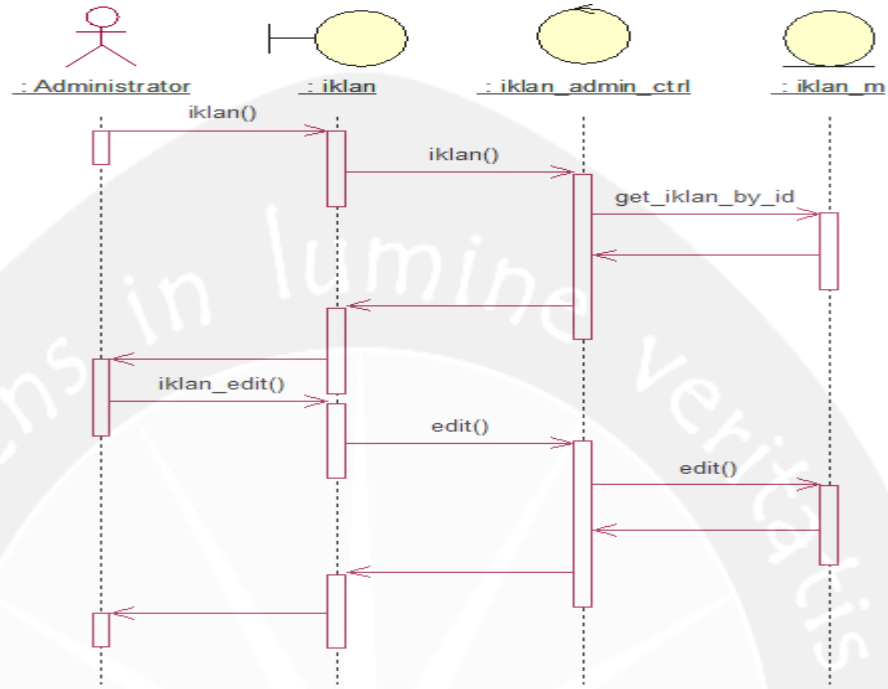 : Administrator
: iklan
: iklan_admin_ctrl
: iklan_m
iklan()
iklan()
get_iklan_by_id
iklan_edit()
edit()
edit()
ens in lumine veritatis